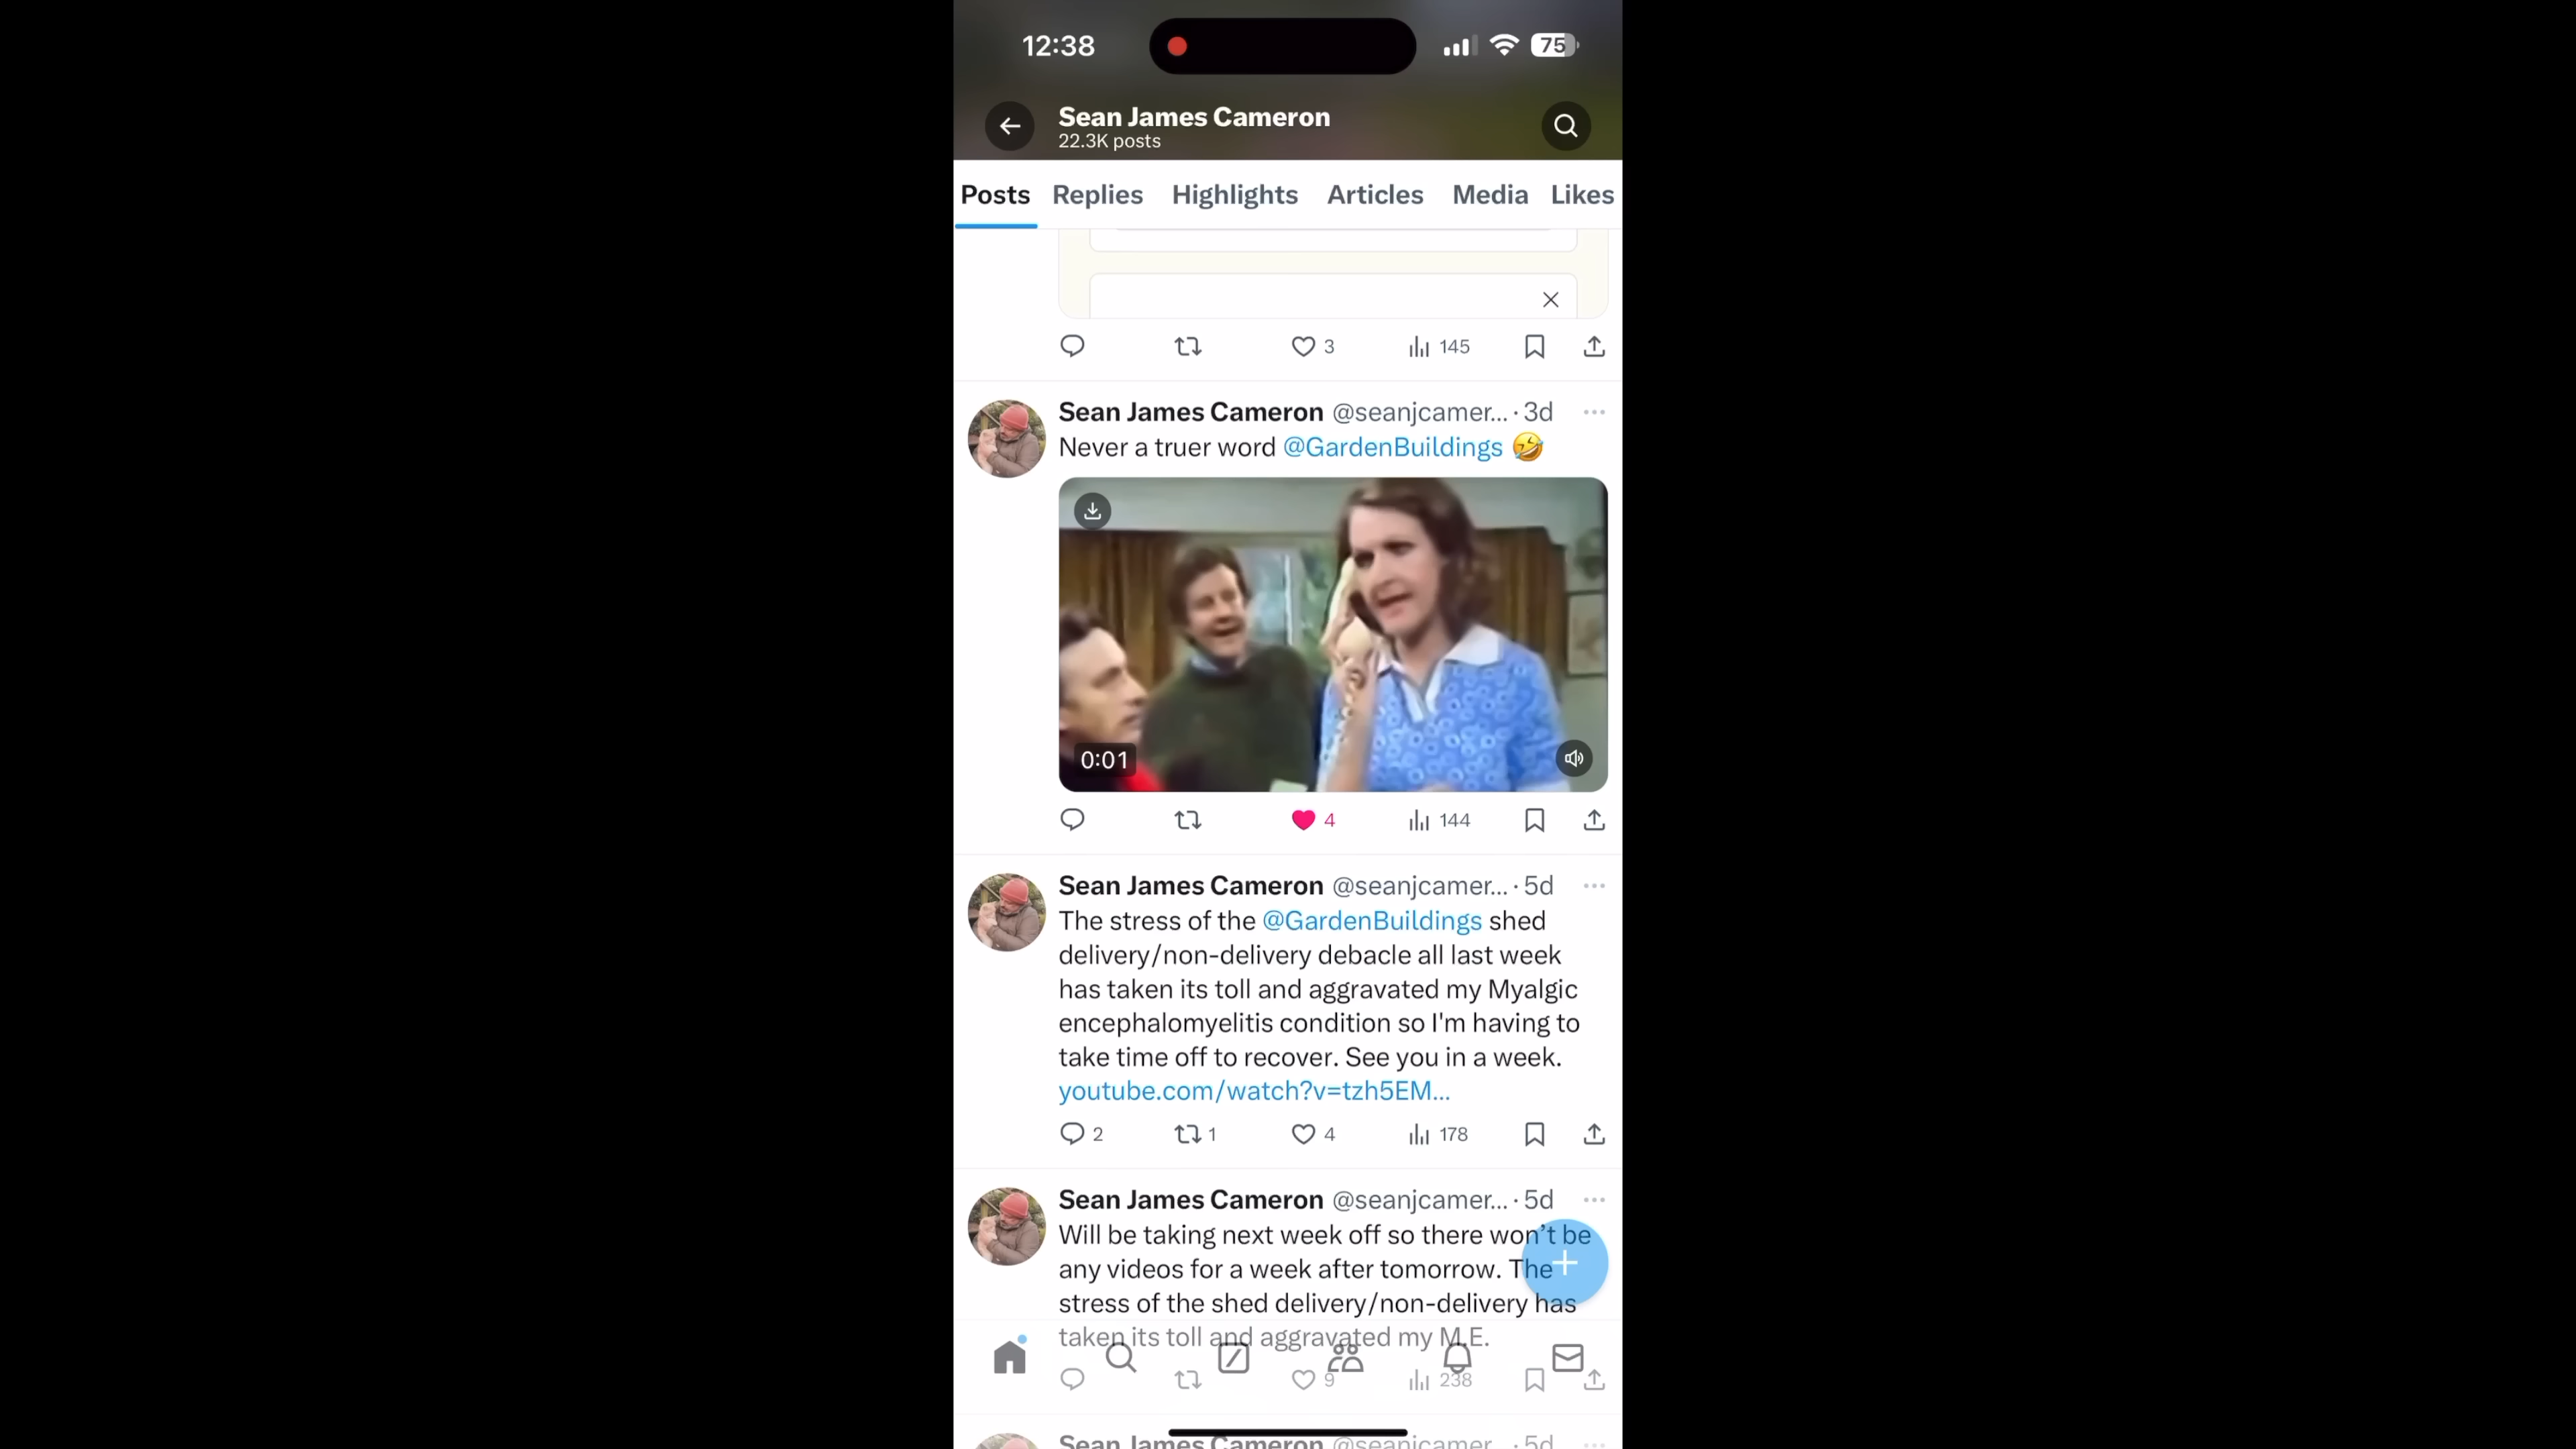 12:38
75
Sean James Cameron
22.3K posts
Posts Replies Highlights Articles Media Likes
3 145
Sean James Cameron @seanjcamer... · 3d
Never a truer word @GardenBuildings 🤣
0:01
4 144
Sean James Cameron @seanjcamer... · 5d
The stress of the @GardenBuildings shed
delivery/non-delivery debacle all last week
has taken its toll and aggravated my Myalgic
encephalomyelitis condition so I'm having to
take time off to recover. See you in a week.
youtube.com/watch?v=tzh5EM...
2 1 4 178
Sean James Cameron @seanjcamer... · 5d
Will be taking next week off so there won't be
any videos for a week after tomorrow. The
stress of the shed delivery/non-delivery has
taken its toll and aggravated my M.E.
9 238
Sean James Cameron @seanjcamer... · 5d